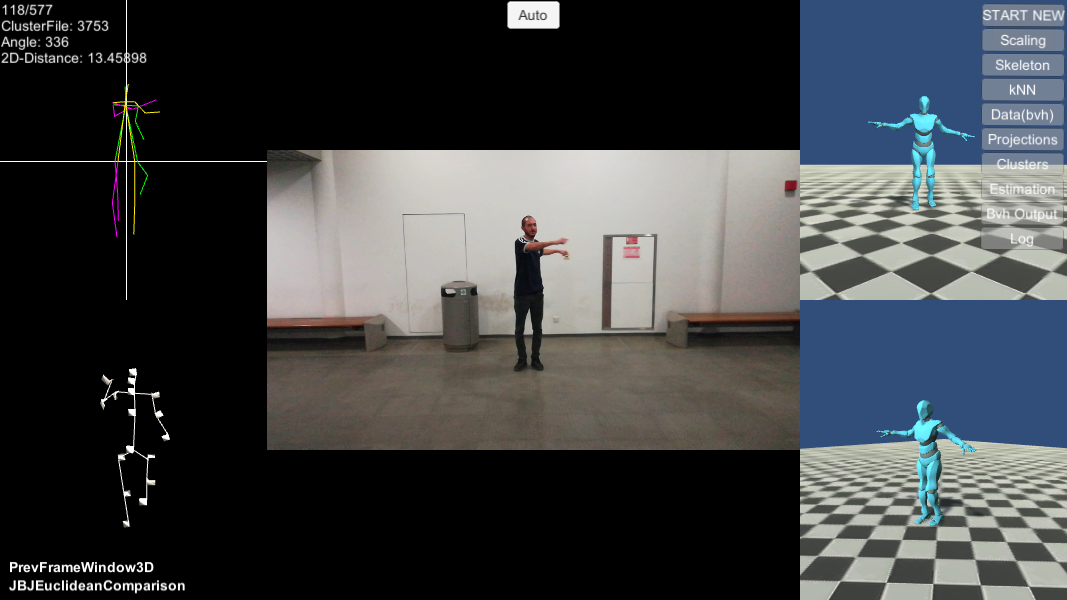 118/577
ClusterFile: 3753
Angle: 336
2D-Distance: 13.45898
Auto
START NEW
Scaling
Skeleton
kNN
Data(bvh)
Projections
Clusters
Estimation
Bvh Output
Log
PrevFrameWindow3D
JBJEuclideanComparison